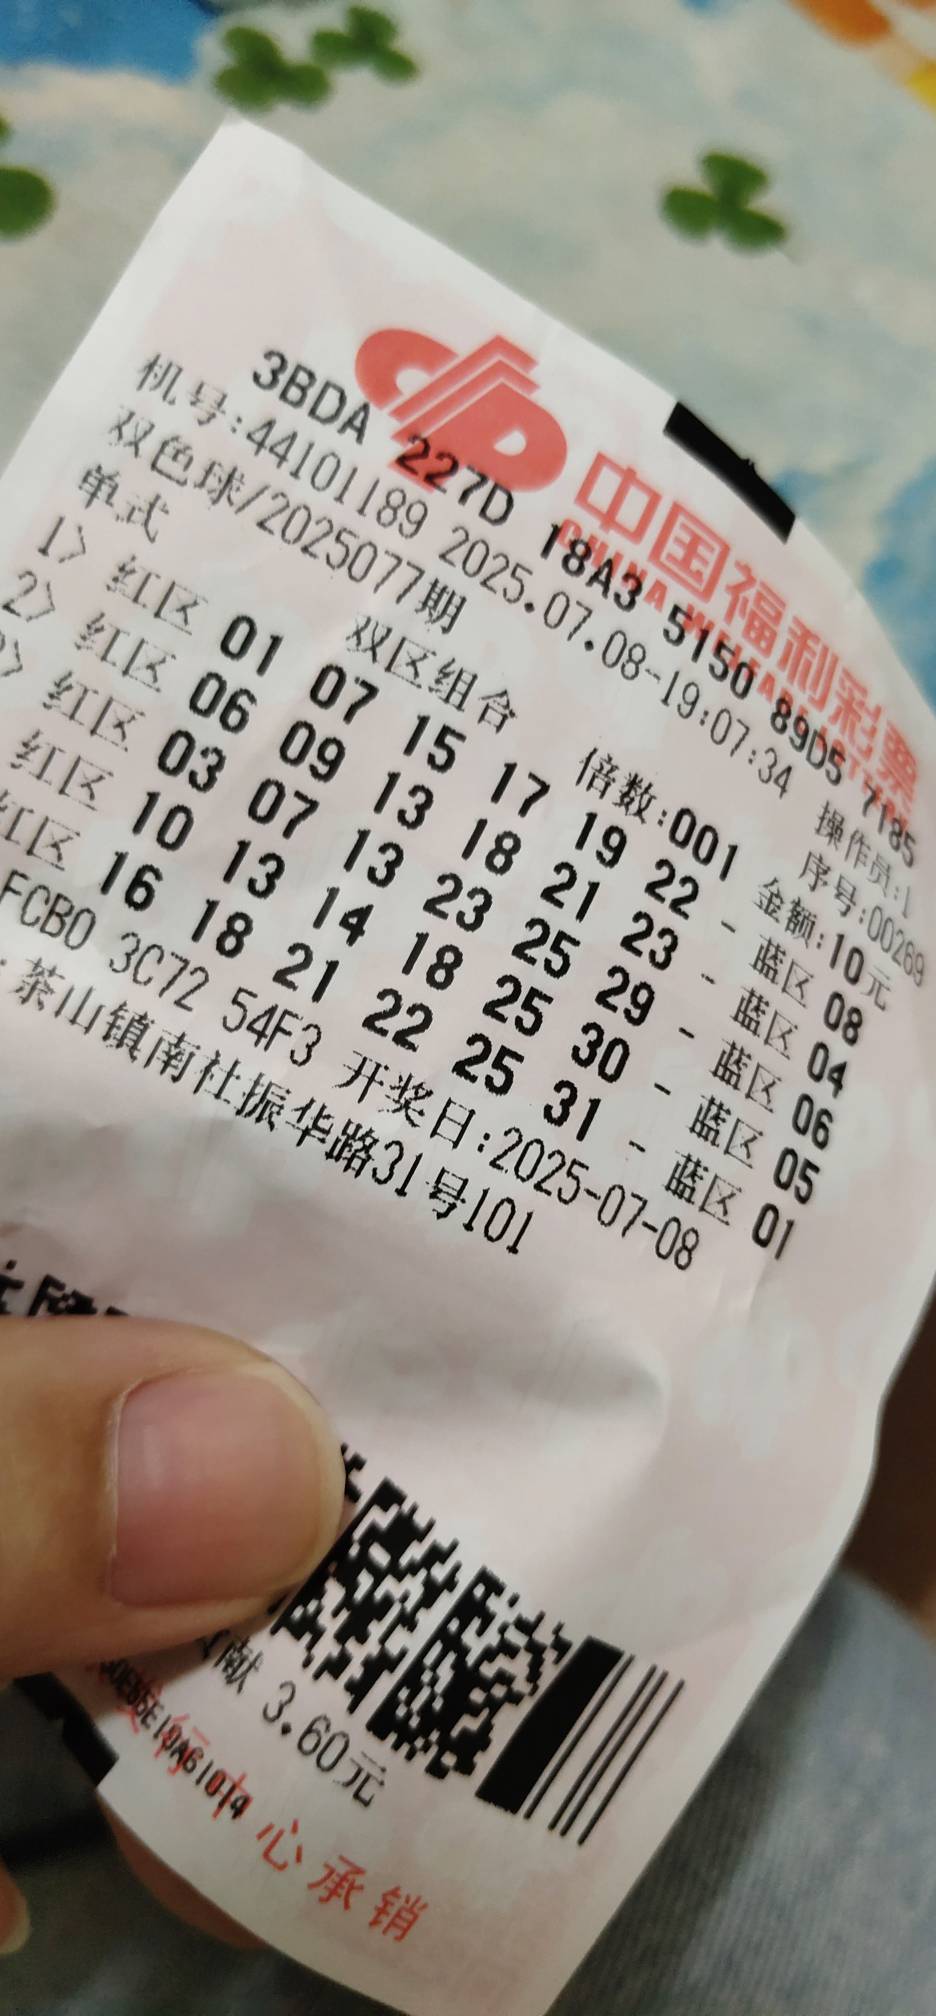 中国福利彩票
3BDA 227D 18A3 5150 89D5 7185
机号:44101189 2025.07.08-19:07:34 操作员:1
双色球/2025077期 序号:00269
单式 双区组合 倍数:001 金额:10元
1> 红区 01 07 15 17 19 22 - 蓝区 08
2> 红区 06 09 13 18 21 23 - 蓝区 04
红区 03 07 13 23 25 29 - 蓝区 06
红区 10 13 14 18 25 30 - 蓝区 05
红区 16 18 21 22 25 31 - 蓝区 01
FCB0 3C72 54F3 开奖日:2025-07-08
茶山镇南社振华路31号101
献 3.60元
中心承销